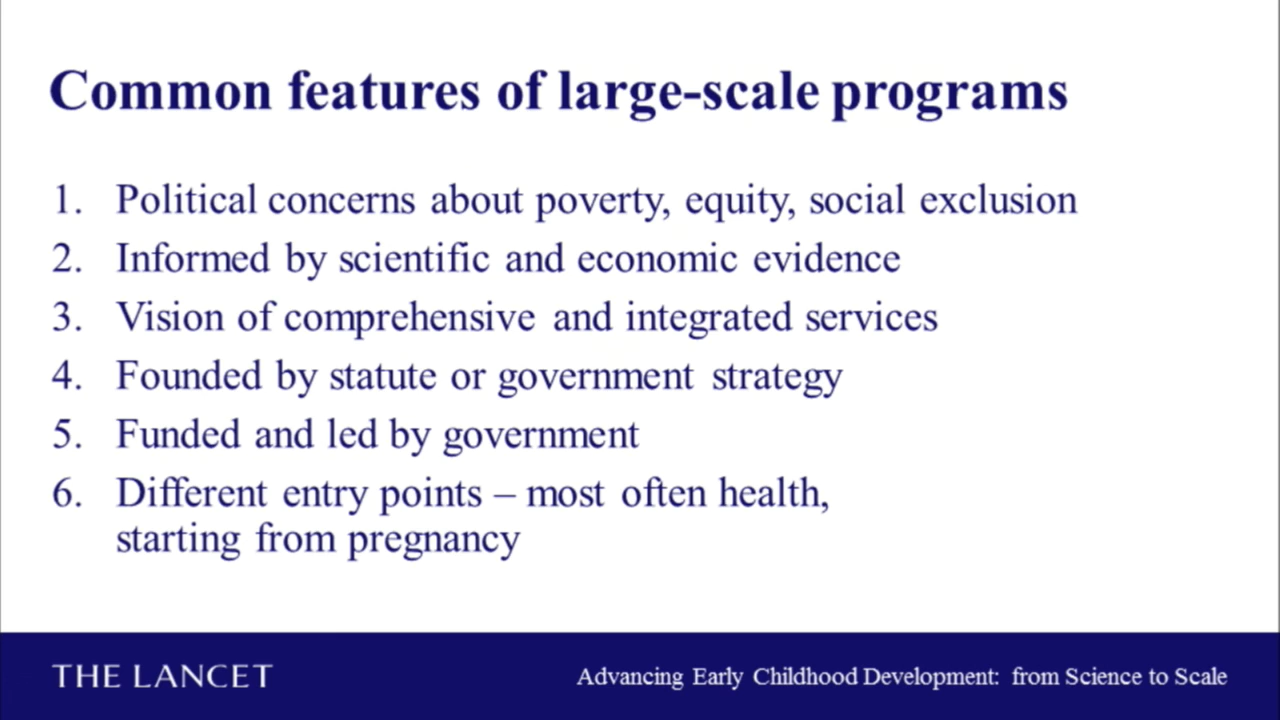 Common features of large-scale programs
1. Political concerns about poverty, equity, social exclusion
2. Informed by scientific and economic evidence
3. Vision of comprehensive and integrated services
4. Founded by statute or government strategy
5. Funded and led by government
6. Different entry points – most often health,
starting from pregnancy
THE LANCET
Advancing Early Childhood Development: from Science to Scale